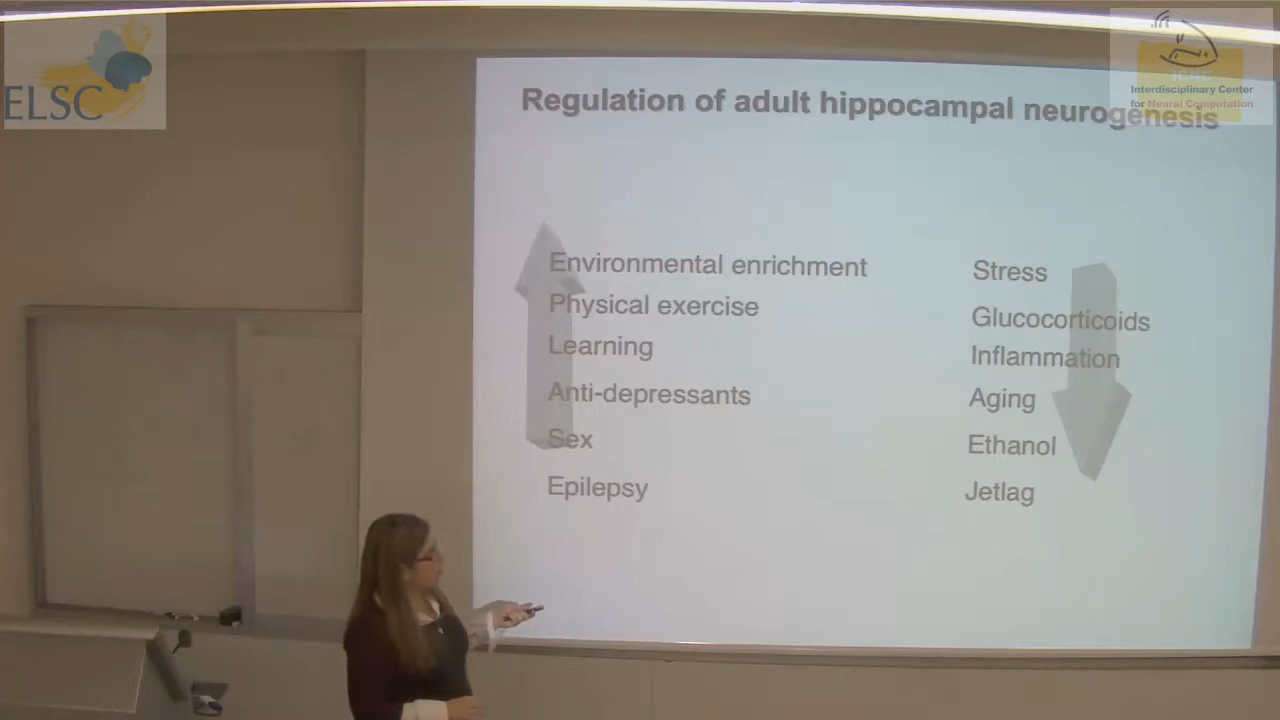 ELSC
Interdisciplinary Center
for Neural Computation
Regulation of adult hippocampal neurogenesis
Environmental enrichment
Physical exercise
Learning
Anti-depressants
Sex
Epilepsy
Stress
Glucocorticoids
Inflammation
Aging
Ethanol
Jetlag